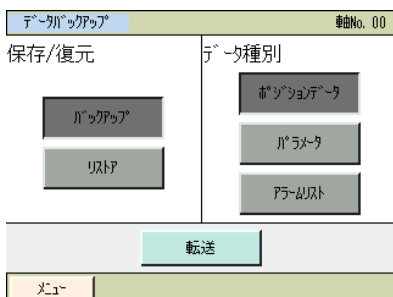 ﾃﾞｰﾀﾊﾞｯｸｱｯﾌﾟ 軸No. 00
保存/復元
ﾃﾞｰﾀ種別
ﾊﾞｯｸｱｯﾌﾟ
ﾘｽﾄｱ
ﾎﾟｼﾞｼｮﾝﾃﾞｰﾀ
ﾊﾟﾗﾒｰﾀ
ｱﾗｰﾑﾘｽﾄ
転送
ﾒﾆｭｰ